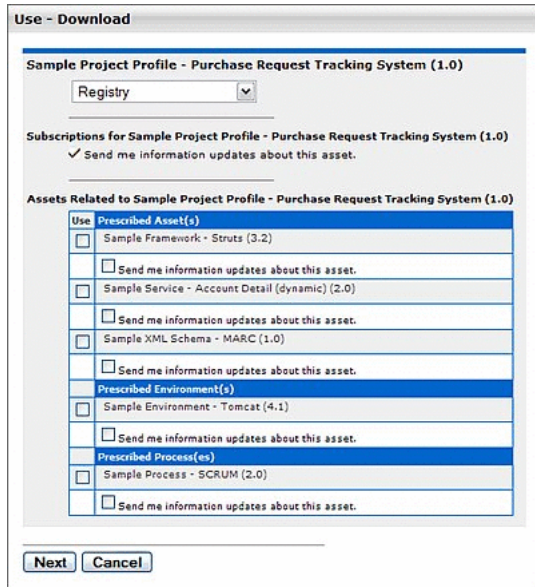 Use - Download
Sample Project Profile - Purchase Request Tracking System (1.0)
Registry
Subscriptions for Sample Project Profile - Purchase Request Tracking System (1.0)
Send me information updates about this asset.
Assets Related to Sample Project Profile - Purchase Request Tracking System (1.0)
Use Prescribed Asset(s)
Sample Framework - Struts (3.2)
Send me information updates about this asset.
Sample Service - Account Detail (dynamic) (2.0)
Send me information updates about this asset.
Sample XML Schema - MARC (1.0)
Send me information updates about this asset.
Prescribed Environment(s)
Sample Environment - Tomcat (4.1)
Send me information updates about this asset.
Prescribed Process(es)
Sample Process - SCRUM (2.0)
Send me information updates about this asset.
Next Cancel